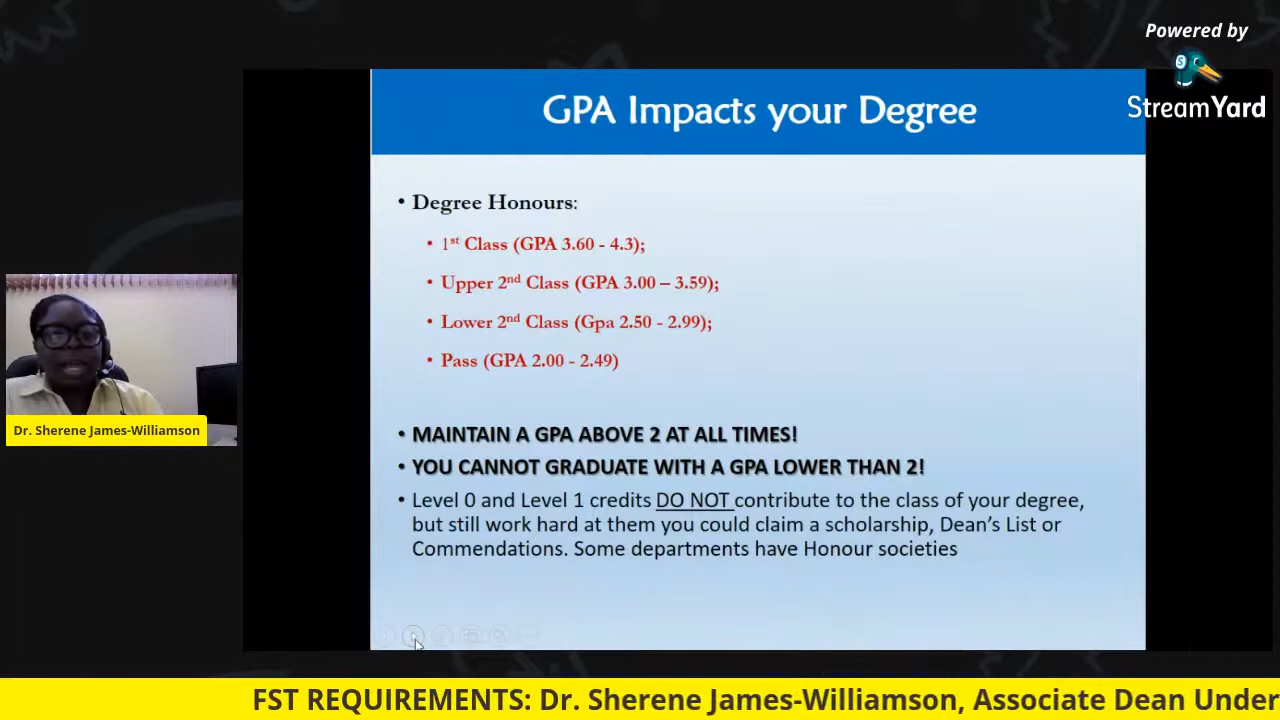 Powered by
StreamYard
GPA Impacts your Degree
• Degree Honours:
• 1st Class (GPA 3.60 - 4.3);
• Upper 2nd Class (GPA 3.00 – 3.59);
• Lower 2nd Class (Gpa 2.50 - 2.99);
• Pass (GPA 2.00 - 2.49)
• MAINTAIN A GPA ABOVE 2 AT ALL TIMES!
• YOU CANNOT GRADUATE WITH A GPA LOWER THAN 2!
• Level 0 and Level 1 credits DO NOT contribute to the class of your degree,
but still work hard at them you could claim a scholarship, Dean's List or
Commendations. Some departments have Honour societies
Dr. Sherene James-Williamson
FST REQUIREMENTS: Dr. Sherene James-Williamson, Associate Dean Under